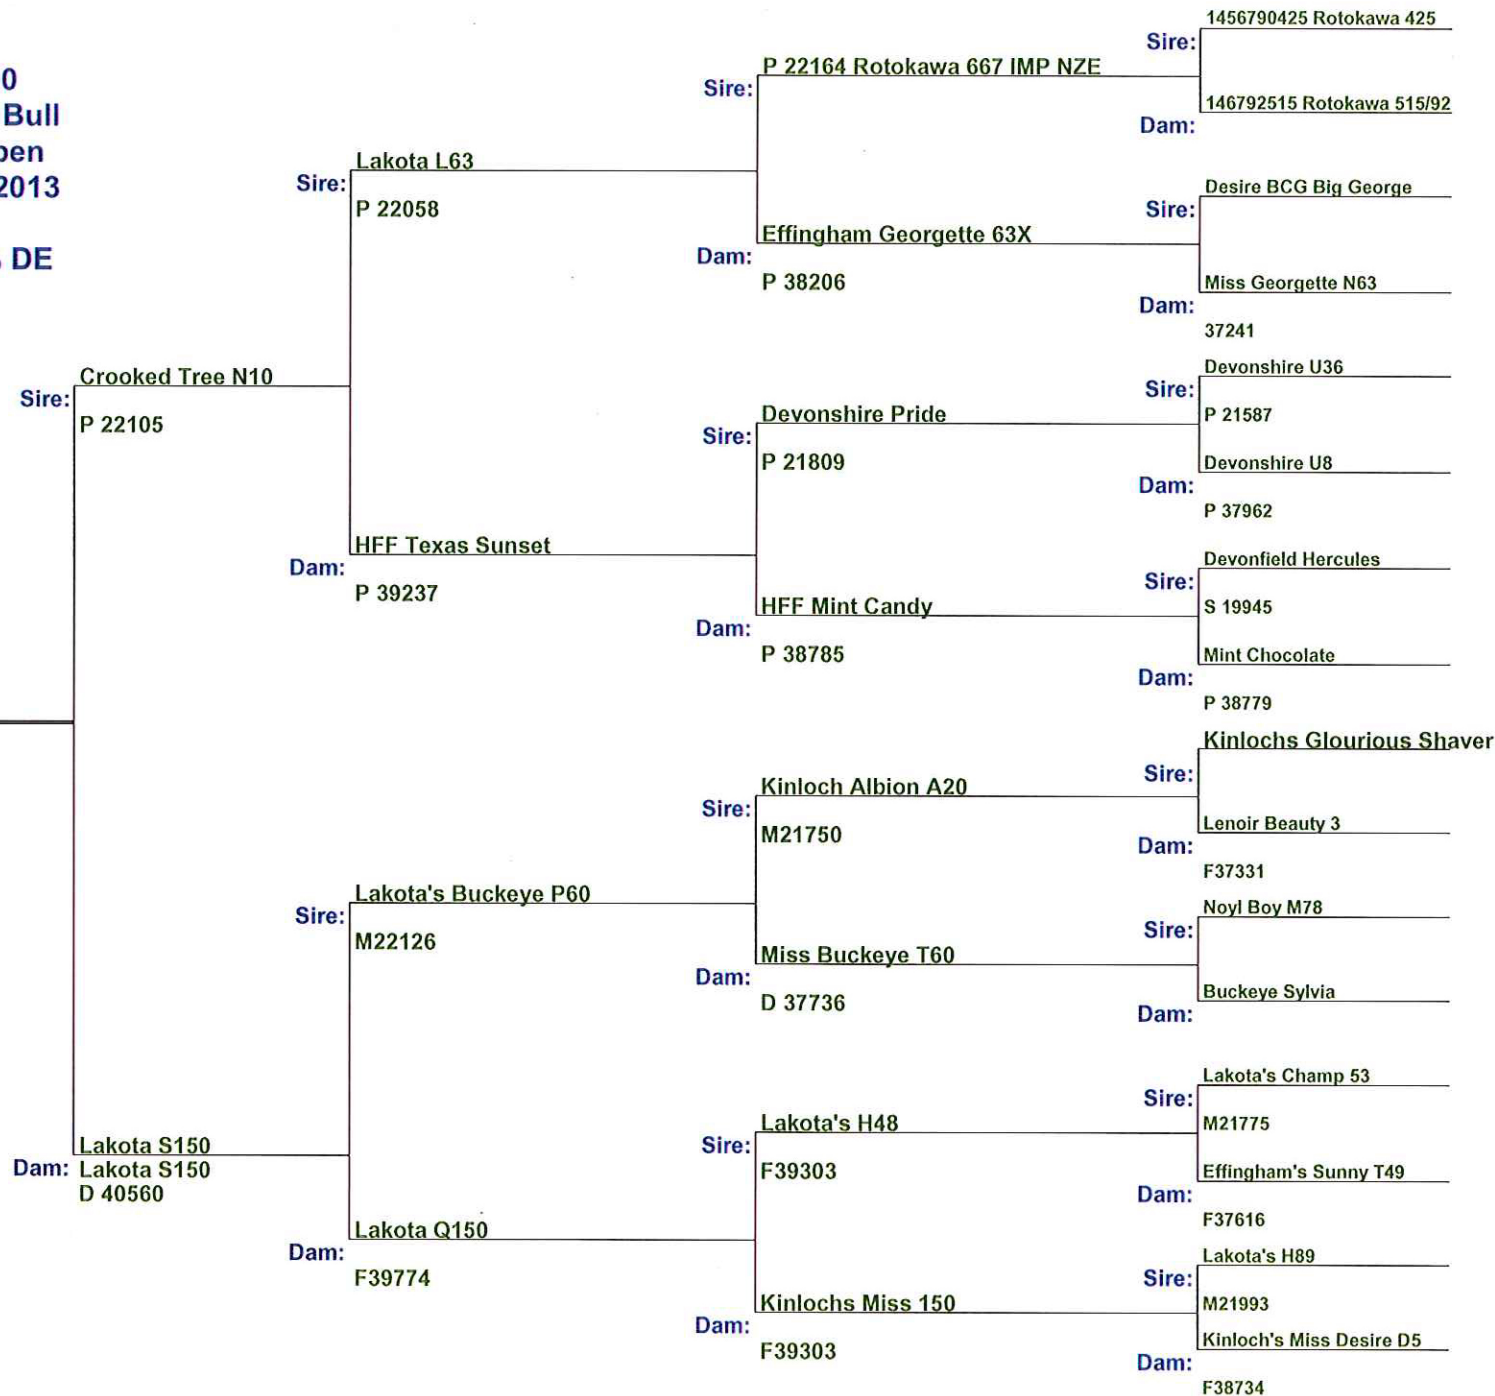 0
Bull
2013
DE
Sire:
Crooked Tree N10
P 22105
Dam:
Lakota S150
Lakota S150
D 40560
Sire:
Lakota L63
P 22058
Dam:
HFF Texas Sunset
P 39237
Sire:
Lakota's Buckeye P60
M22126
Dam:
Lakota Q150
F39774
Sire:
P 22164 Rotokawa 667 IMP NZE
Dam:
Effingham Georgette 63X
P 38206
Sire:
Devonshire Pride
P 21809
Dam:
HFF Mint Candy
P 38785
Sire:
Kinloch Albion A20
M21750
Dam:
Miss Buckeye T60
D 37736
Sire:
Lakota's H48
F39303
Dam:
Kinlochs Miss 150
F39303
Sire:
1456790425 Rotokawa 425
Dam:
146792515 Rotokawa 515/92
Sire:
Desire BCG Big George
Dam:
Miss Georgette N63
37241
Sire:
Devonshire U36
P 21587
Dam:
Devonshire U8
P 37962
Sire:
Devonfield Hercules
S 19945
Dam:
Mint Chocolate
P 38779
Sire:
Kinlochs Glourious Shaver
Dam:
Lenoir Beauty 3
F37331
Sire:
Noyl Boy M78
Dam:
Buckeye Sylvia
Sire:
Lakota's Champ 53
M21775
Dam:
Effingham's Sunny T49
F37616
Sire:
Lakota's H89
M21993
Dam:
Kinloch's Miss Desire D5
F38734